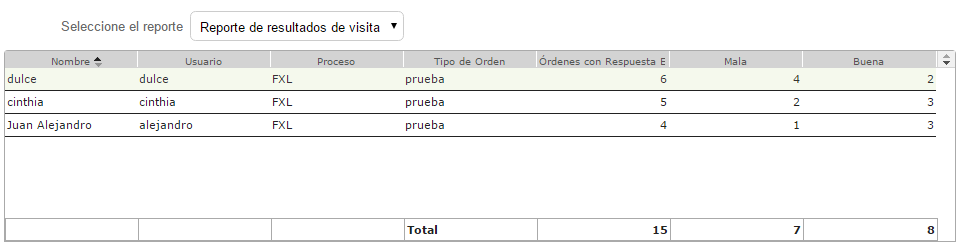 Seleccione el reporte Reporte de resultados de visita
Nombre Usuario Proceso Tipo de Orden Órdenes con Respuesta E Mala Buena
dulce dulce FXL prueba 6 4 2
cinthia cinthia FXL prueba 5 2 3
Juan Alejandro alejandro FXL prueba 4 1 3
Total 15 7 8